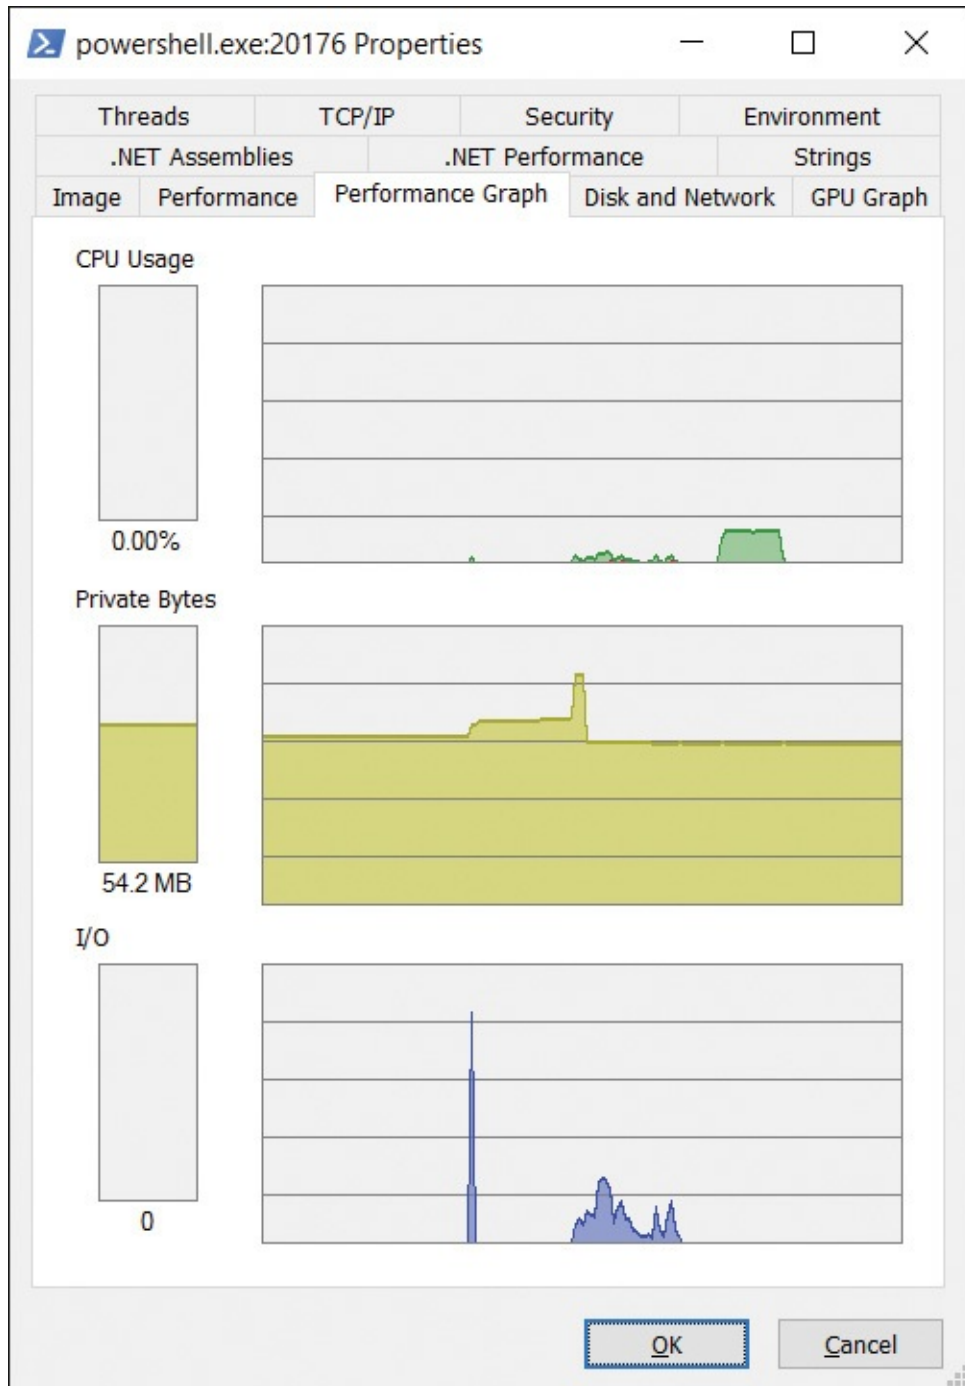 powershell.exe:20176 Properties
Threads TCP/IP Security Environment
.NET Assemblies .NET Performance Strings
Image Performance Performance Graph Disk and Network GPU Graph
CPU Usage
0.00%
Private Bytes
54.2 MB
I/O
0
OK Cancel